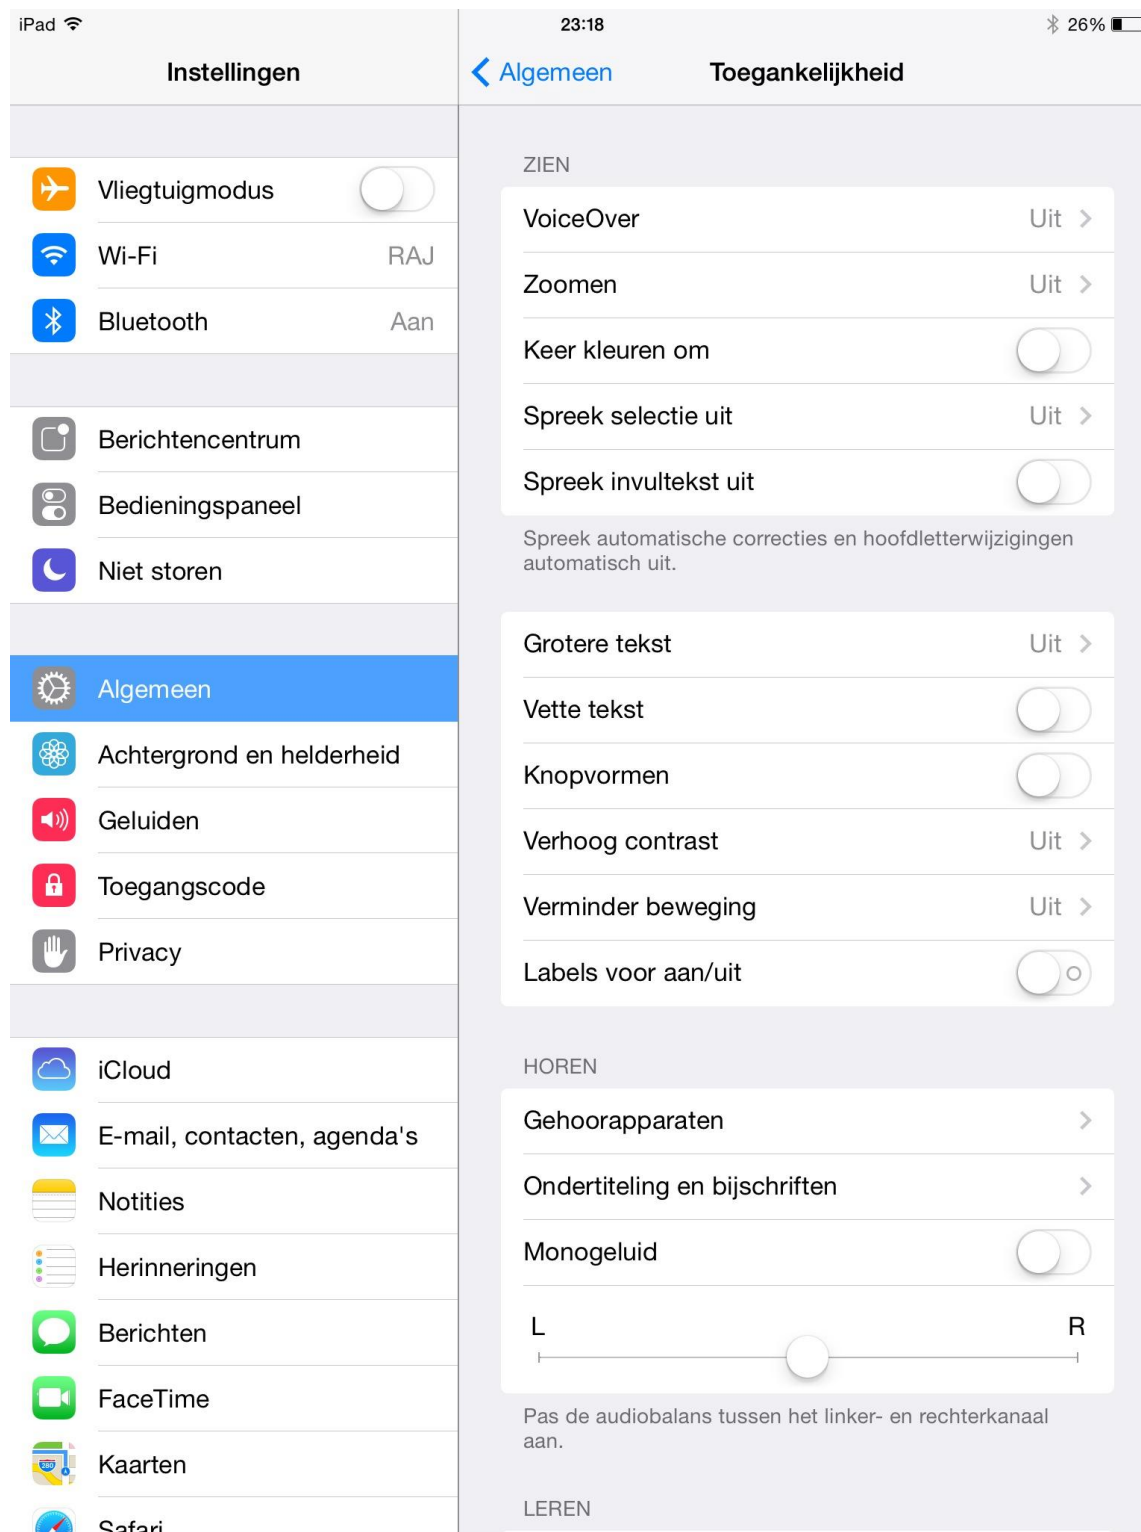 iPad
23:18
26%
Instellingen
Algemeen
Toegankelijkheid
Vliegtuigmodus
Wi-Fi RAJ
Bluetooth Aan
Berichtencentrum
Bedieningspaneel
Niet storen
Algemeen
Achtergrond en helderheid
Geluiden
Toegangscode
Privacy
iCloud
E-mail, contacten, agenda's
Notities
Herinneringen
Berichten
FaceTime
280
Kaarten
Safari
ZIEN
VoiceOver Uit
Zoomen Uit
Keer kleuren om
Spreek selectie uit Uit
Spreek invultekst uit
Spreek automatische correcties en hoofdletterwijzigingen
automatisch uit.
Grotere tekst Uit
Vette tekst
Knopvormen
Verhoog contrast Uit
Verminder beweging Uit
Labels voor aan/uit
HOREN
Gehoorapparaten
Ondertiteling en bijschriften
Monogeluid
L R
Pas de audiobalans tussen het linker- en rechterkanaal
aan.
LEREN